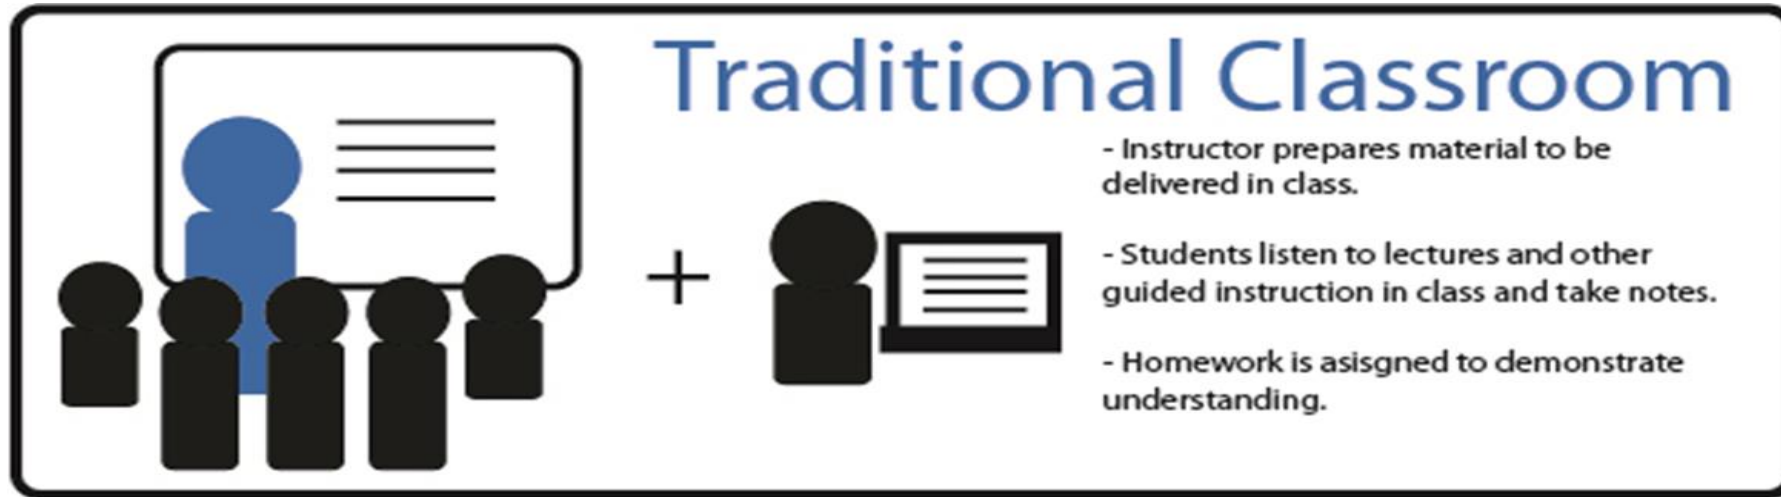 Traditional Classroom
- Instructor prepares material to be
delivered in class.
- Students listen to lectures and other
guided instruction in class and take notes.
- Homework is asisgned to demonstrate
understanding.